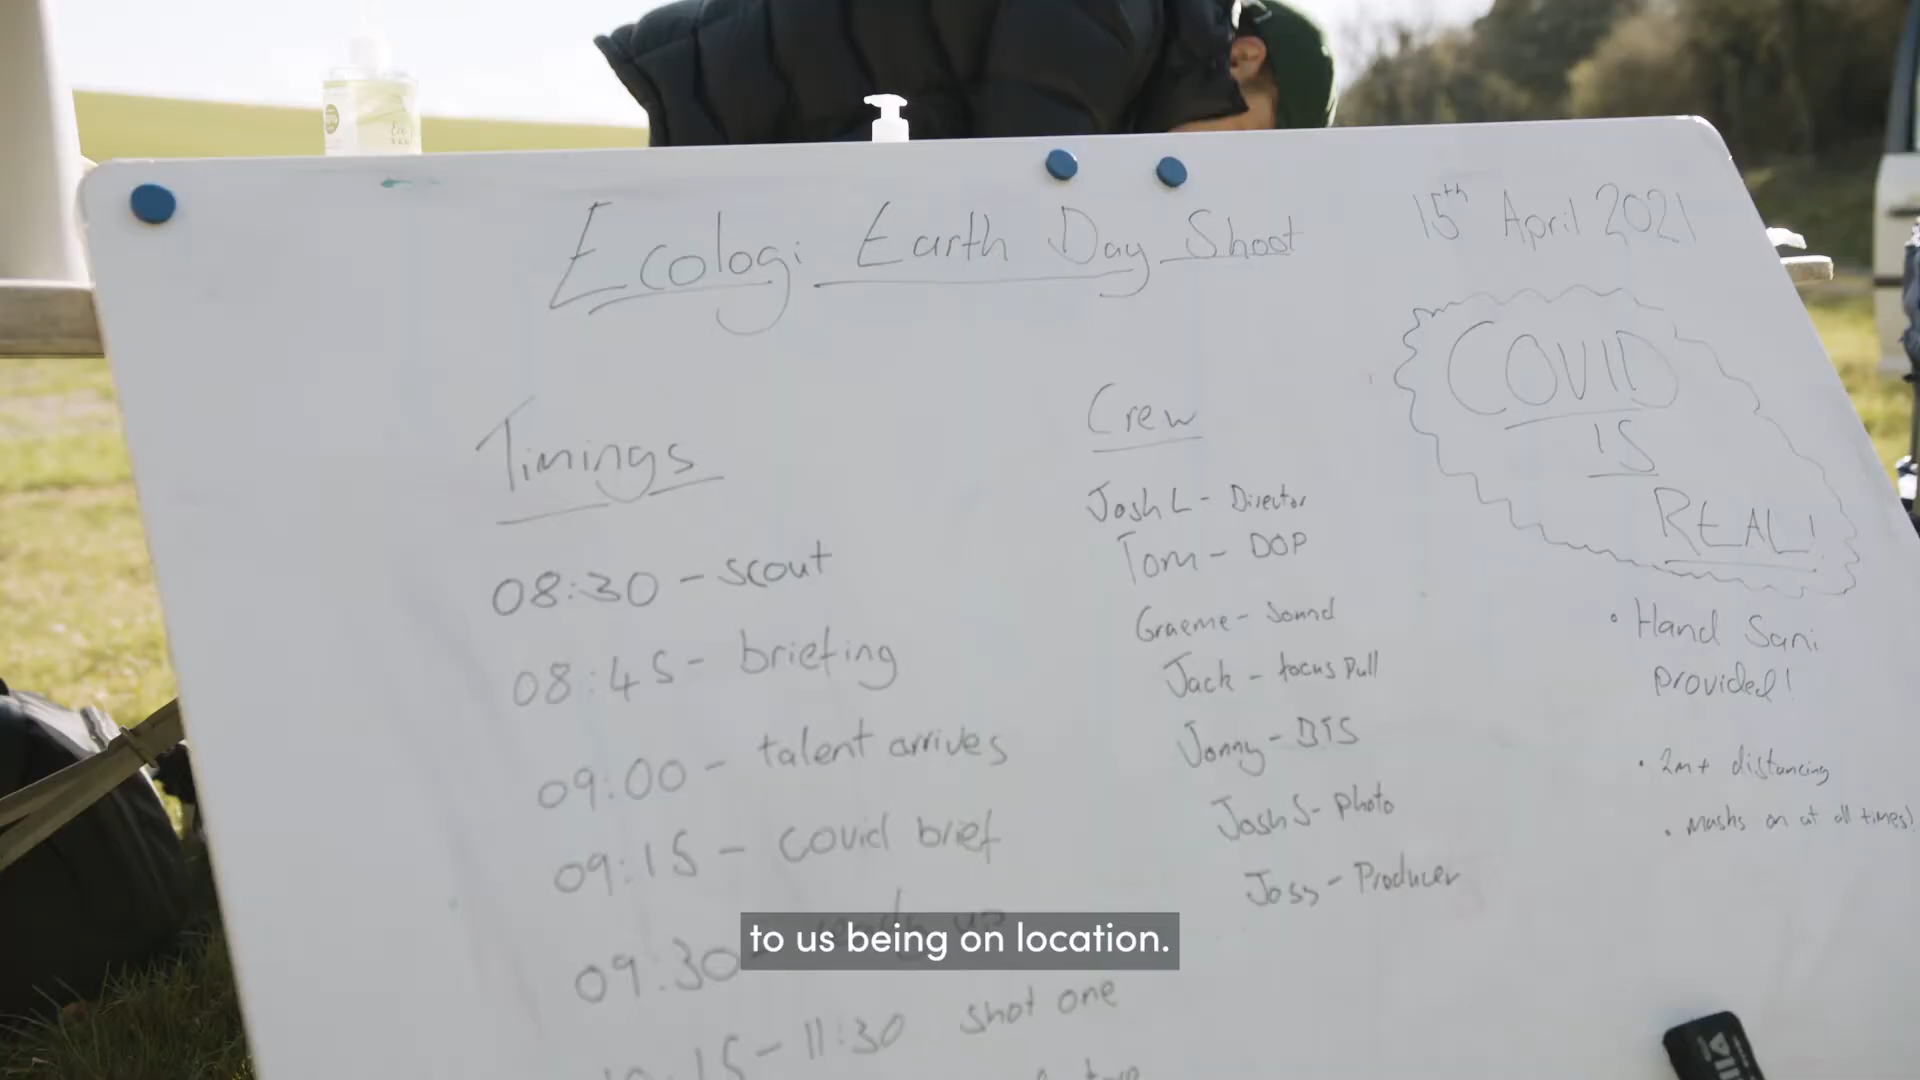 Ecologi Earth Day Shoot
15th April 2021
Timings
08:30 - scout
08:45 - briefing
09:00 - talent arrives
09:15 - covid brief
09:30
15 - 11:30 shot one
Crew
Josh L - Director
Tom - DOP
Graeme - Sound
Jack - focus pull
Jonny - BTS
Josh S - photo
Joss - Producer
COVID
IS
REAL!
• Hand Sani
provided!
• 2m+ distancing
• masks on at all times!
to us being on location.